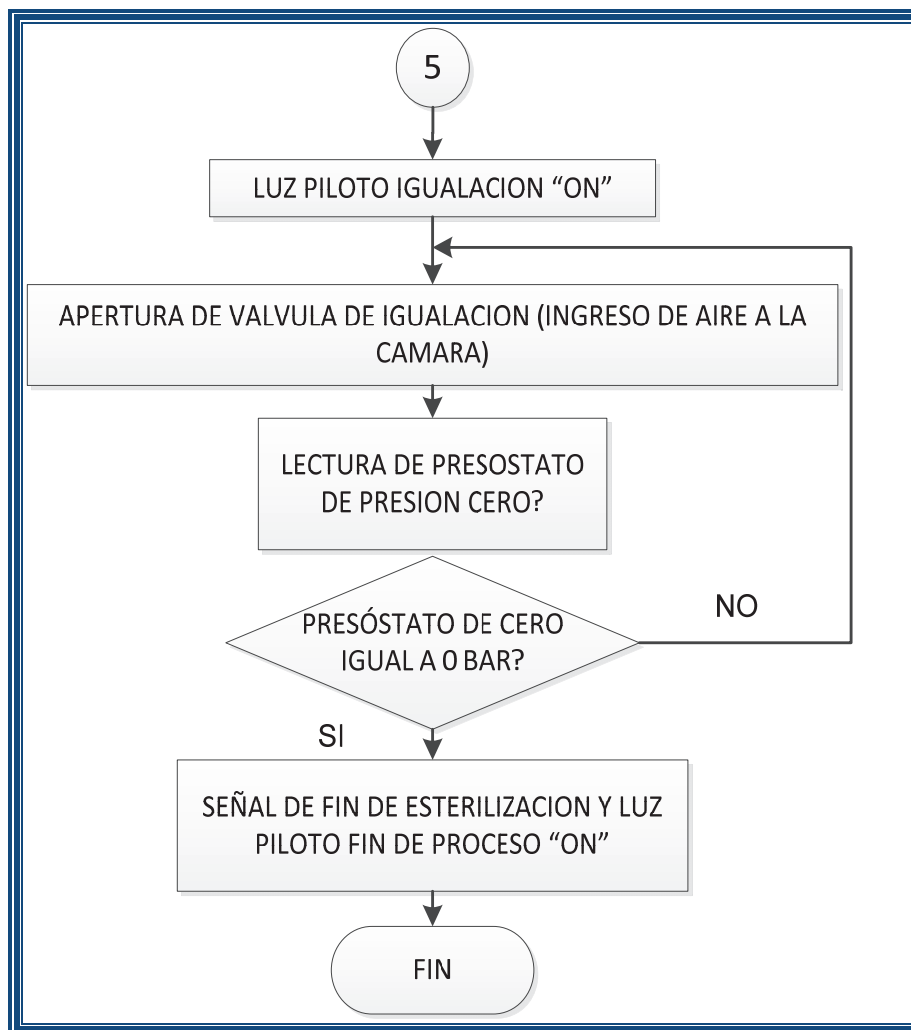 5
LUZ PILOTO IGUALACION “ON”
APERTURA DE VALVULA DE IGUALACION (INGRESO DE AIRE A LA
CAMARA)
LECTURA DE PRESOSTATO
DE PRESION CERO?
PRESÓSTATO DE CERO
IGUAL A 0 BAR?
NO
SI
SEÑAL DE FIN DE ESTERILIZACION Y LUZ
PILOTO FIN DE PROCESO “ON”
FIN